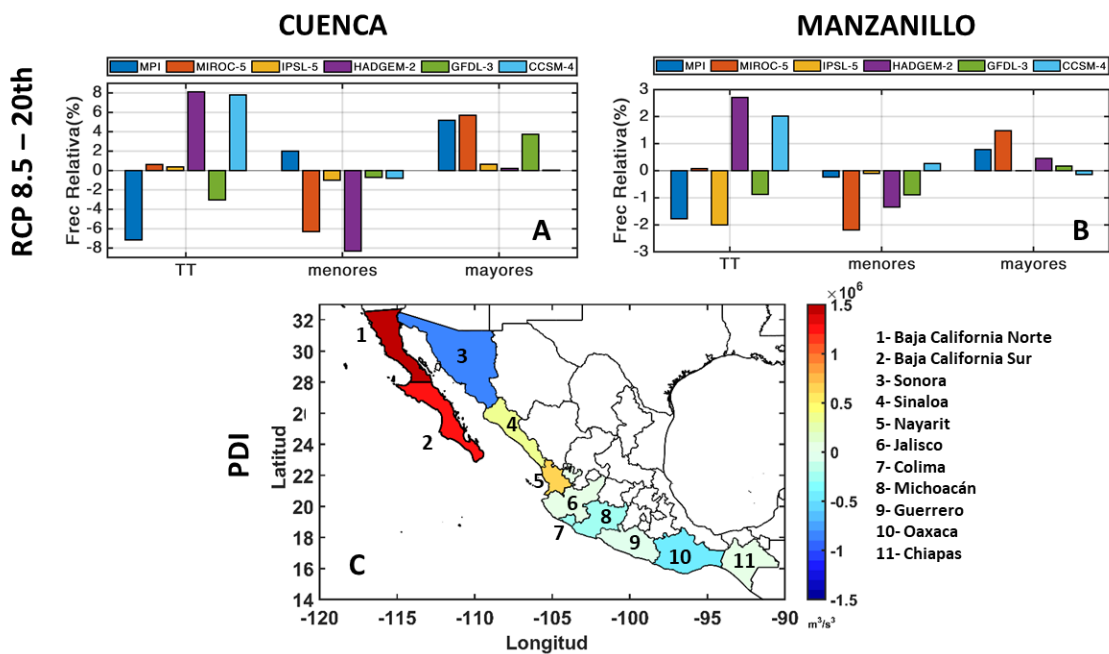 CUENCA
MANZANILLO
RCP 8.5 – 20th
MPI MIROC-5 IPSL-5 HADGEM-2 GFDL-3 CCSM-4
Frec Relativa(%)
8
6
4
2
0
-2
-4
-6
-8
TT menores mayores
A
MPI MIROC-5 IPSL-5 HADGEM-2 GFDL-3 CCSM-4
Frec Relativa(%)
3
2
1
0
-1
-2
-3
TT menores mayores
B
PDI
Latitud
32
30
28
2(
24
22
20
18
16
14
-120 -115 -110 -105 -100 -95 -90
Longitud
1
2
3
4
5
6
7
8
9
10
11
C
×10⁶
1.5
1
0.5
0
-0.5
-1
-1.5
m³/s³
1- Baja California Norte
2- Baja California Sur
3- Sonora
4- Sinaloa
5- Nayarit
6- Jalisco
7- Colima
8- Michoacán
9- Guerrero
10- Oaxaca
11- Chiapas